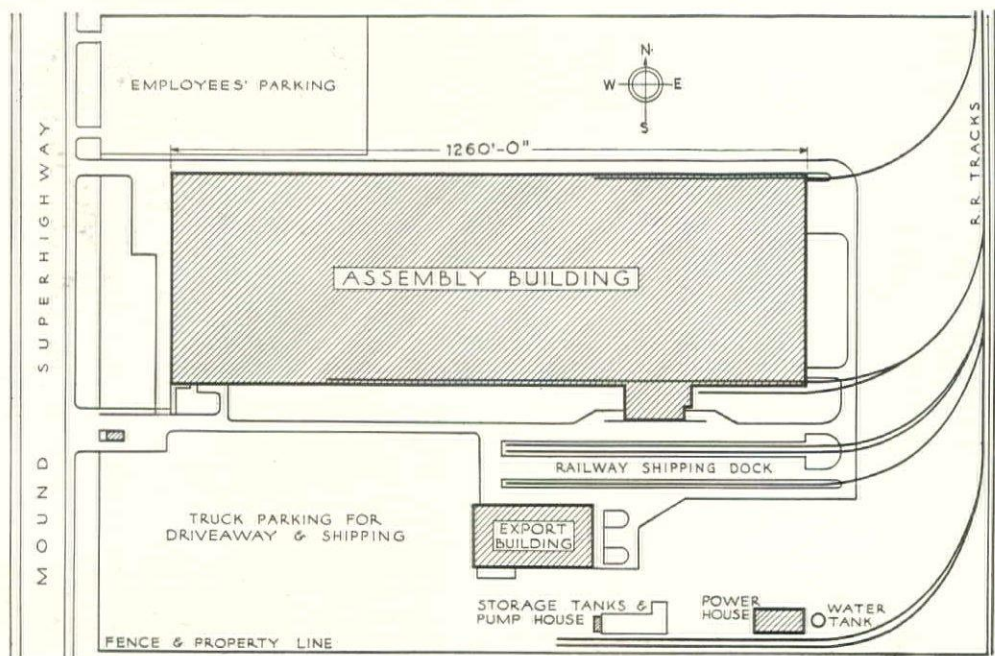 EMPLOYEES' PARKING
N.
W
E
S
1260'-0"
MOUND SUPERHIGHWAY
R.R. TRACKS
ASSEMBLY BUILDING
RAILWAY SHIPPING DOCK
TRUCK PARKING FOR
DRIVEAWAY & SHIPPING
EXPORT
BUILDING
STORAGE TANKS &
PUMP HOUSE
POWER
HOUSE
WATER
TANK
FENCE & PROPERTY LINE